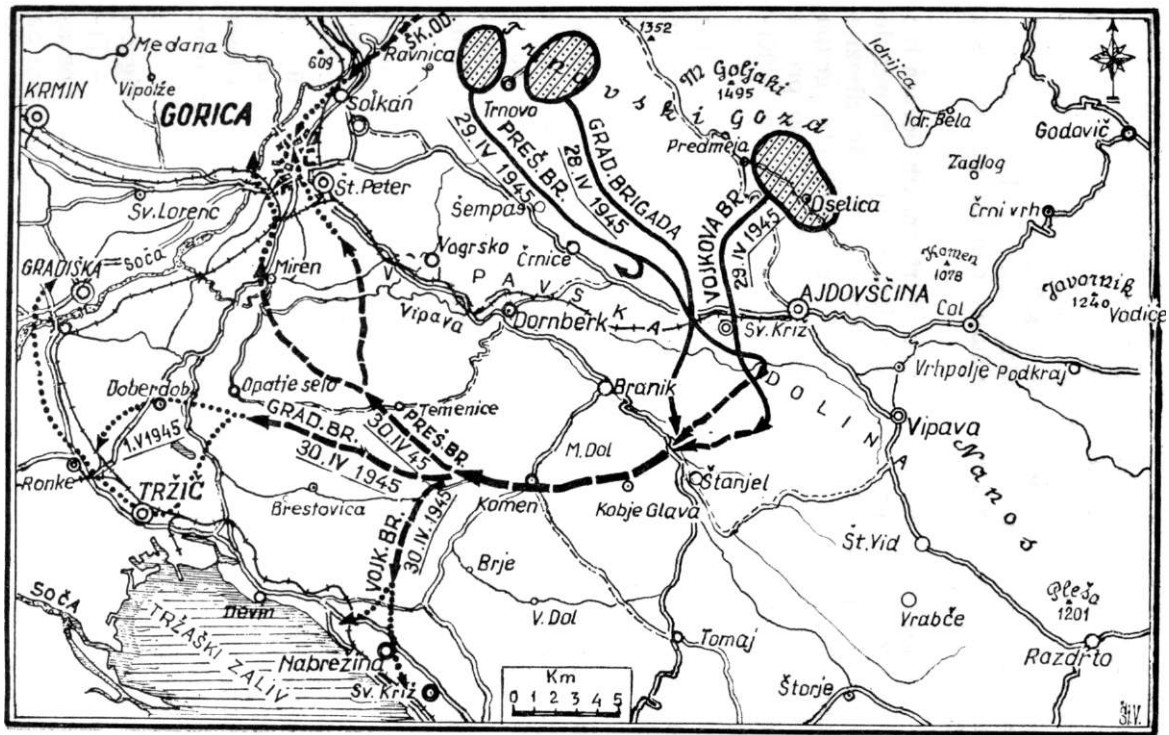 Medana
Vipolže
KRMIN
GORICA
609
ŠK.OD.
Ravnica
Solkan
Trnovo
Trnovski gozd
1352
M Goljaki
1495
Idrijca
Idr. Bela
Godovič
Zadlog
Predmeja
Črni vrh
PREŠ. BR.
29. IV 1945
GRAD. BRIGADA
28. IV 1945
VOJKOVA BR.
29 IV 1945
Sv. Lorenc
Št. Peter
Šempas
Vogrsko
Črniče
GRADIŠKA
SOČA
Miren
VIPAVSKA
DOLINA
Vipava
Dornberk
Sv. Križ
AJDOVŠČINA
Kamen
1078
Col
Javornik
1240
Vodice
Vrhpolje
Podkraj
Doberdob
Opatje selo
Temenice
Branik
Vipava
Nanos
1.V 1945
GRAD. BR.
30. IV 1945
PREŠ. BR.
30. IV 45
M. Dol
Štanjel
Ronke
TRŽIČ
Brestovica
Komen
Kobje Glava
VOJK. BR.
30. IV. 1945
Št. Vid
Brje
V. Dol
Vrabče
Pleša
1201
SOČA
TRŽAŠKI ZALIV
Devin
Nabrežina
Sv. Križ
Tomaj
Razdrto
Štorje
Km
0 1 2 3 4 5